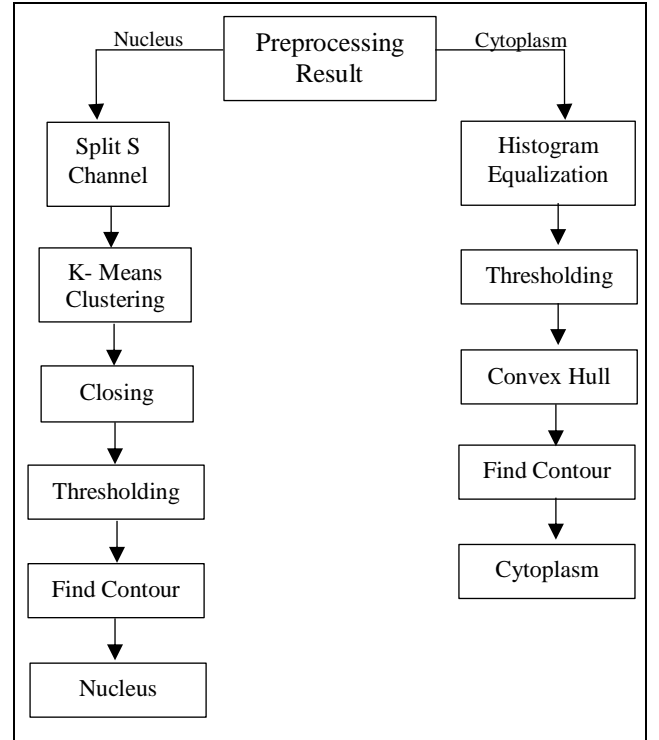 Nucleus
Preprocessing
Result
Cytoplasm
Split S
Channel
K- Means
Clustering
Closing
Thresholding
Find Contour
Nucleus
Histogram
Equalization
Thresholding
Convex Hull
Find Contour
Cytoplasm